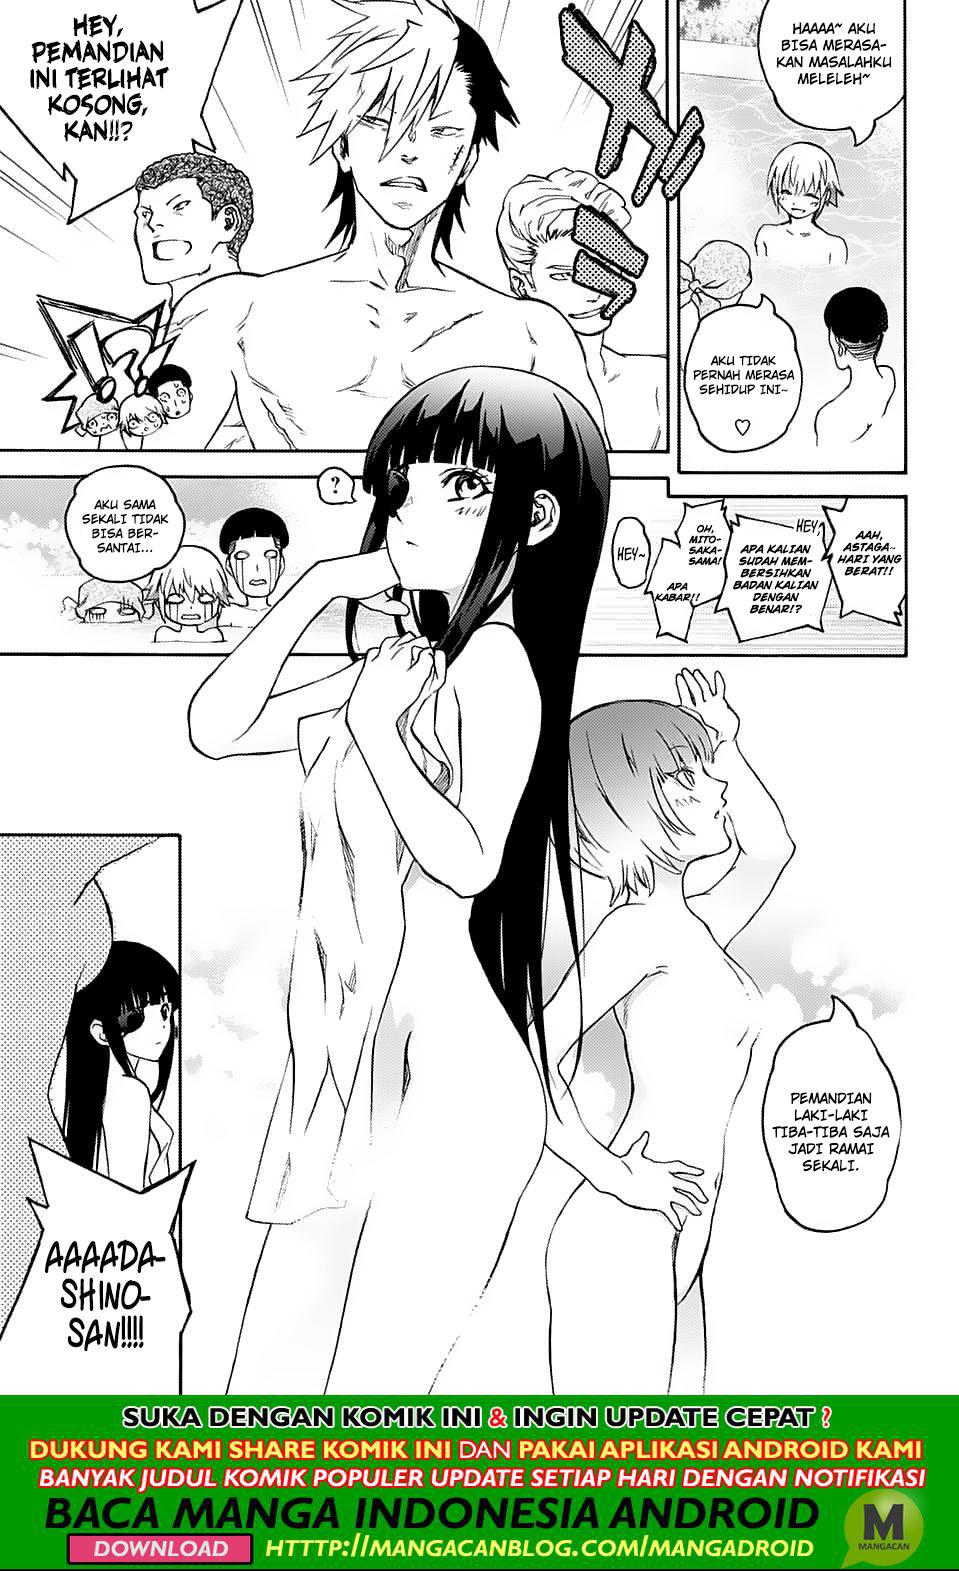 HAAAA~ AKU
BISA MERASA-
KAN MASALAHKU
MELELEH~
AKU TIDAK
PERNAH MERASA
SEHIDUP INI~
♡
HEY,
PEMANDIAN
INI TERLIHAT
KOSONG,
KAN!!?
!?
AAH,
ASTAGA~
HARI YANG
BERAT!!
HEY,
APA KALIAN
SUDAH MEM-
BERSIHKAN
BADAN KALIAN
DENGAN
BENAR!?
OH,
MITO-
SAKA-
SAMA!
APA
KABAR!!
HEY~
?
AKU SAMA
SEKALI TIDAK
BISA BER-
SANTAI...
PEMANDIAN
LAKI-LAKI
TIBA-TIBA SAJA
JADI RAMAI
SEKALI.
AAAADA-
SHINO-
SAN!!!!
SUKA DENGAN KOMIK INI & INGIN UPDATE CEPAT ?
DUKUNG KAMI SHARE KOMIK INI DAN PAKAI APLIKASI ANDROID KAMI
BANYAK JUDUL KOMIK POPULER UPDATE SETIAP HARI DENGAN NOTIFIKASI
BACA MANGA INDONESIA ANDROID
DOWNLOAD HTTTP://MANGACANBLOG.COM/MANGADROID
M
MANGACAN